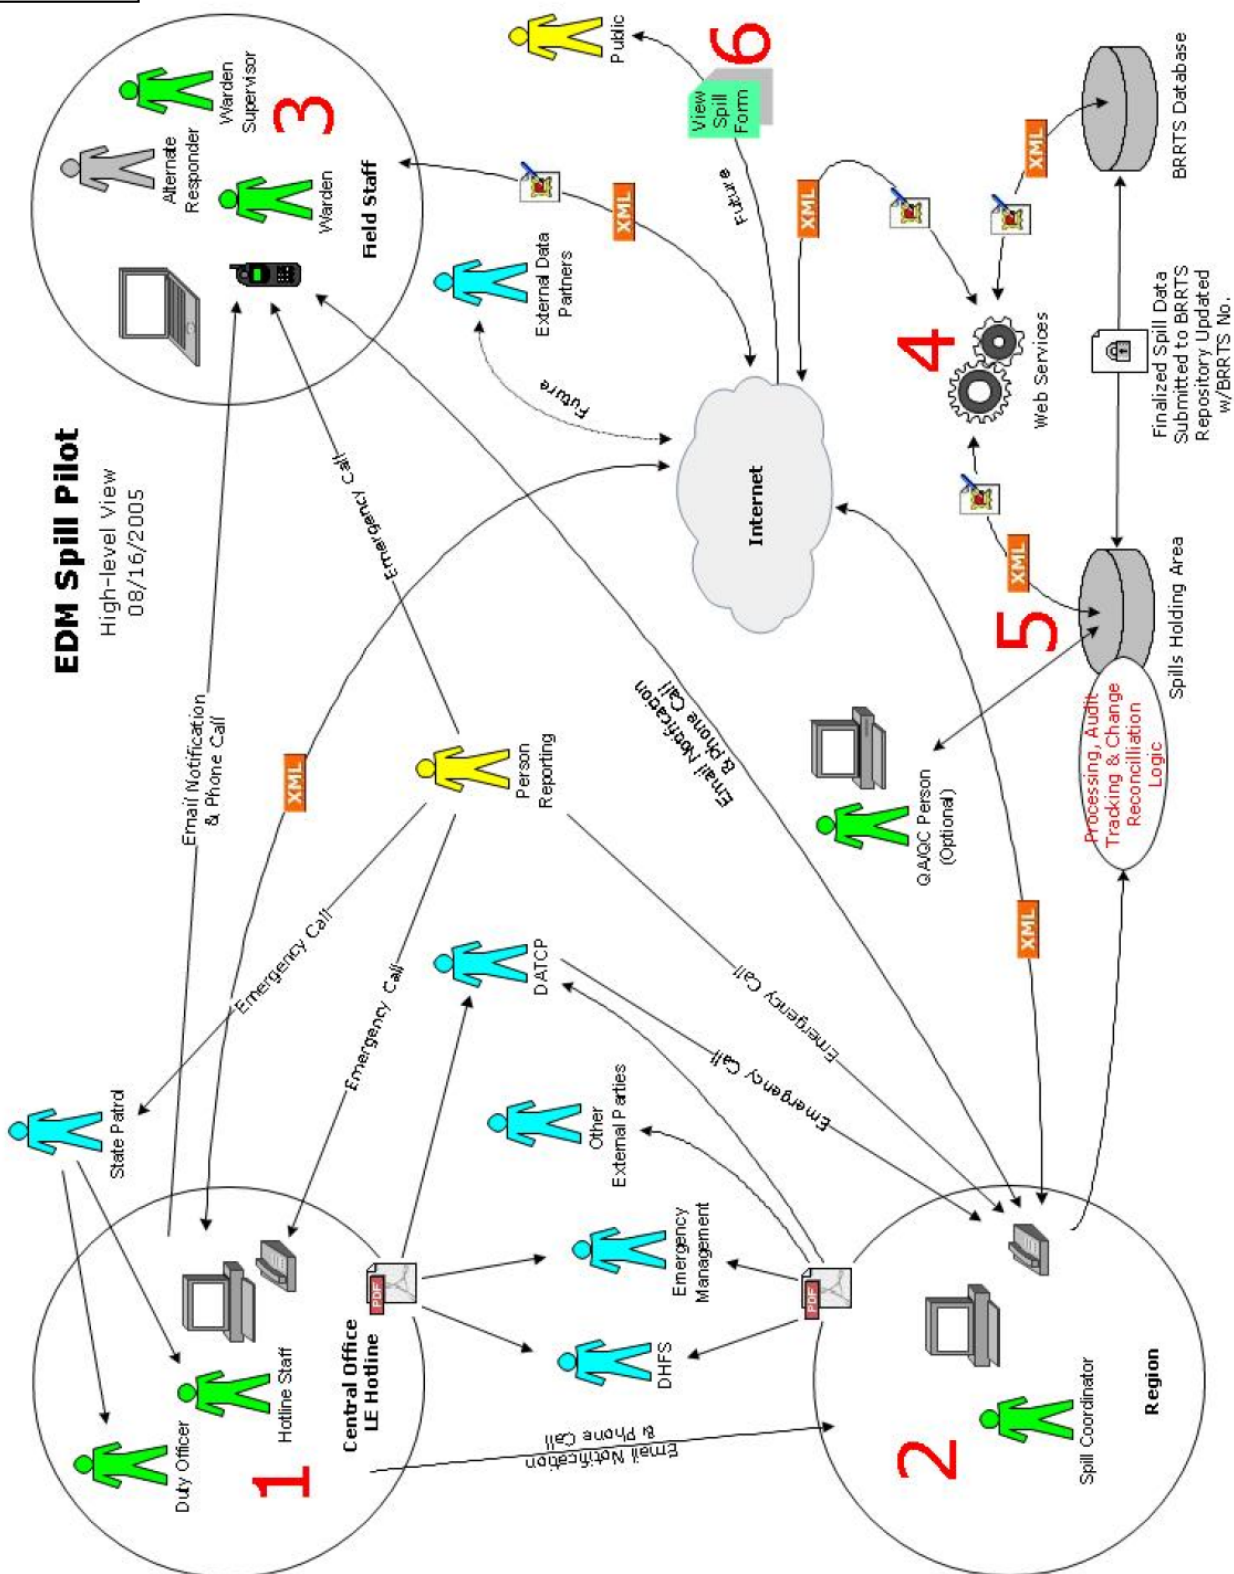 EDM Spill Pilot
High-level View
08/16/2005
State Patrol
Duty Officer
Hotline Staff
1
Central Office
LE Hotline
PDF
Email Notification
& Phone Call
XML
Emergency Call
Emergency Call
Emergency Call
Person
Reporting
Warden
Supervisor
Alternate
Responder
Warden
3
Field Staff
External Data
Partners
Future
XML
Public
View
Spill
Form
6
Future
DATCP
Other
External Parties
Emergency
Management
DHFS
Email Notification
& Phone Call
Emergency Call
Emergency Call
Email Notification
& Phone Call
Internet
XML
XML
4
Web Services
XML
BRRTS Database
Finalized Spill Data
Submitted to BRRTS
Repository Updated
w/BRRTS No.
XML
5
Spills Holding Area
Processing, Audit
Tracking & Change
Reconcilliation
Logic
QA/QC Person
(Optional)
PDF
2
Spill Coordinator
Region